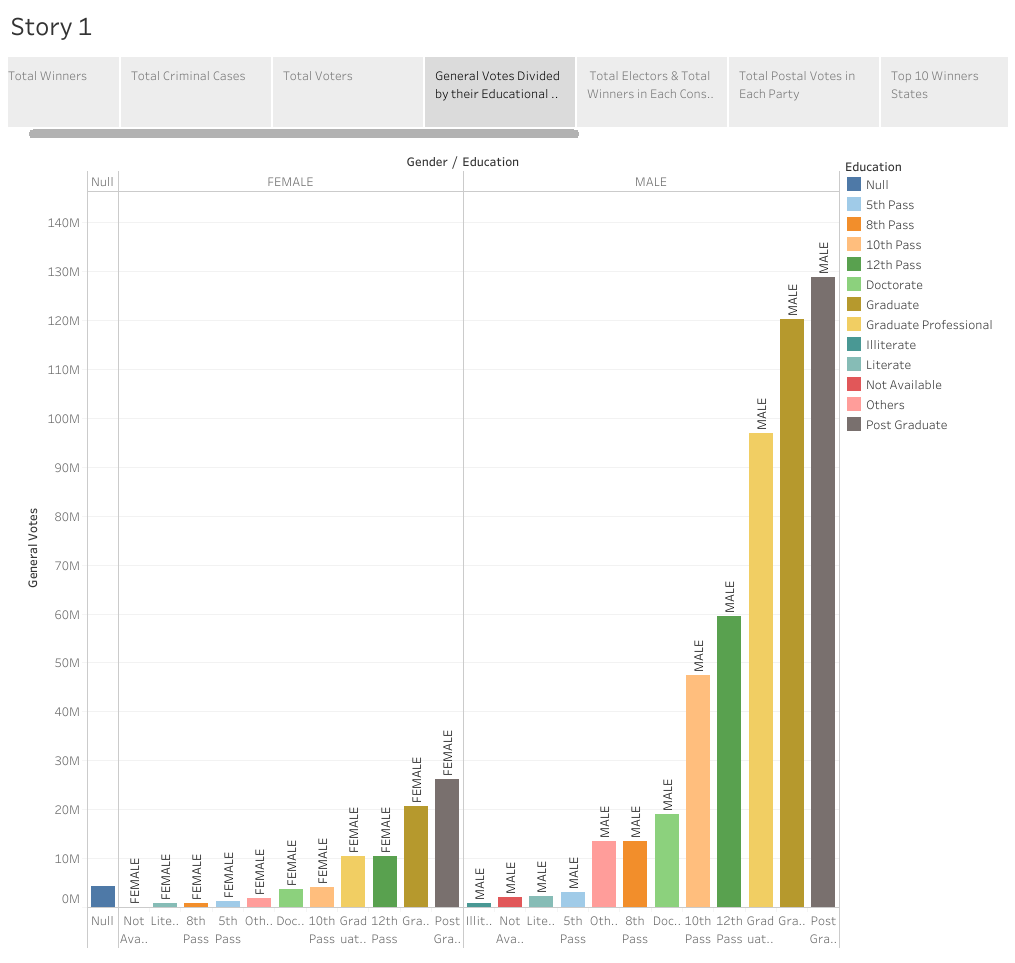 Story 1
Total Winners
Total Criminal Cases
Total Voters
General Votes Divided
by their Educational ..
Total Electors & Total
Winners in Each Cons..
Total Postal Votes in
Each Party
Top 10 Winners
States
Gender / Education
Null
FEMALE
MALE
General Votes
140M
130M
120M
110M
100M
90M
80M
70M
60M
50M
40M
30M
20M
10M
0M
FEMALE
FEMALE
FEMALE
FEMALE
FEMALE
FEMALE
FEMALE
FEMALE
FEMALE
FEMALE
FEMALE
MALE
MALE
MALE
MALE
MALE
MALE
MALE
MALE
MALE
MALE
MALE
MALE
Null
Not
Ava..
Lite..
8th
Pass
5th
Pass
Oth..
Doc..
10th
Pass
Grad
uat..
12th
Pass
Gra..
Post
Gra..
Illit..
Not
Ava..
Lite..
5th
Pass
Oth..
8th
Pass
Doc..
10th
Pass
12th
Pass
Grad
uat..
Gra..
Post
Gra..
Education
Null
5th Pass
8th Pass
10th Pass
12th Pass
Doctorate
Graduate
Graduate Professional
Illiterate
Literate
Not Available
Others
Post Graduate